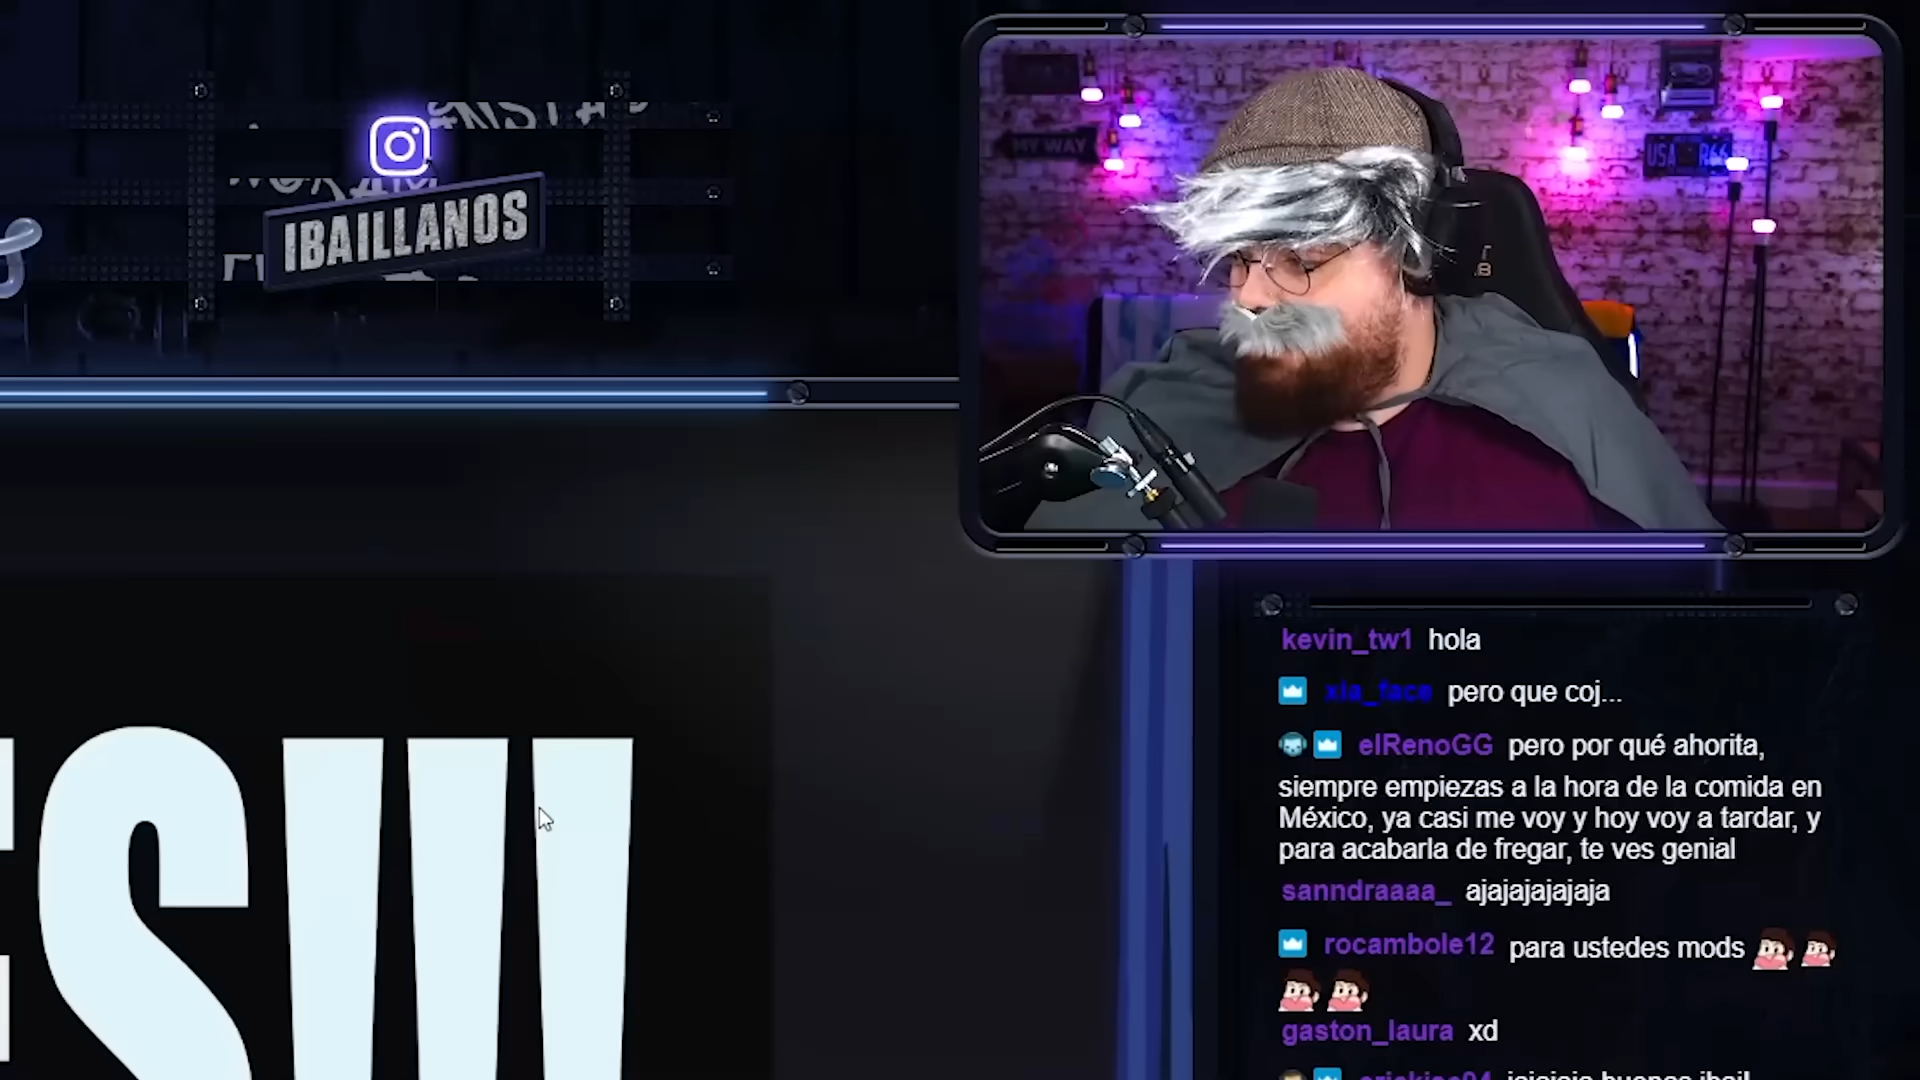 IBAILLANOS
MY WAY
USA R66
kevin_tw1 hola
xia_face pero que coj...
elRenoGG pero por qué ahorita,
siempre empiezas a la hora de la comida en
México, ya casi me voy y hoy voy a tardar, y
para acabarla de fregar, te ves genial
sanndraaaa_ ajajajajajaja
rocambole12 para ustedes mods
gaston_laura xd
S!!!